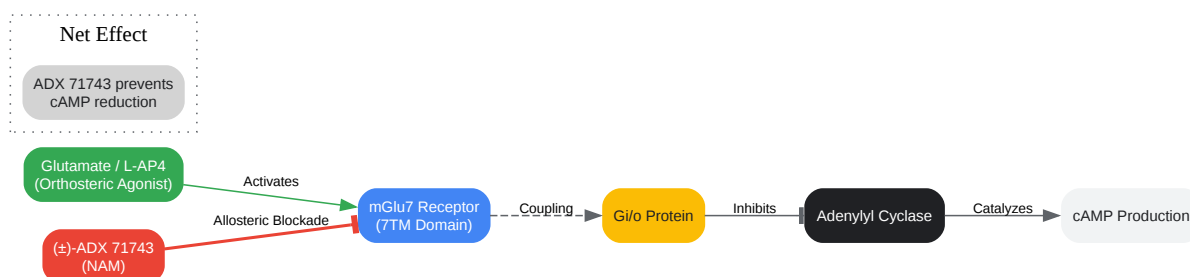 Net Effect
ADX 71743 prevents
cAMP reduction
Glutamate / L-AP4
(Orthosteric Agonist)
Activates
Allosteric Blockade
(±)-ADX 71743
(NAM)
mGlu7 Receptor
(7TM Domain)
Coupling
Gi/o Protein
Inhibits
Adenylyl Cyclase
Catalyzes
cAMP Production